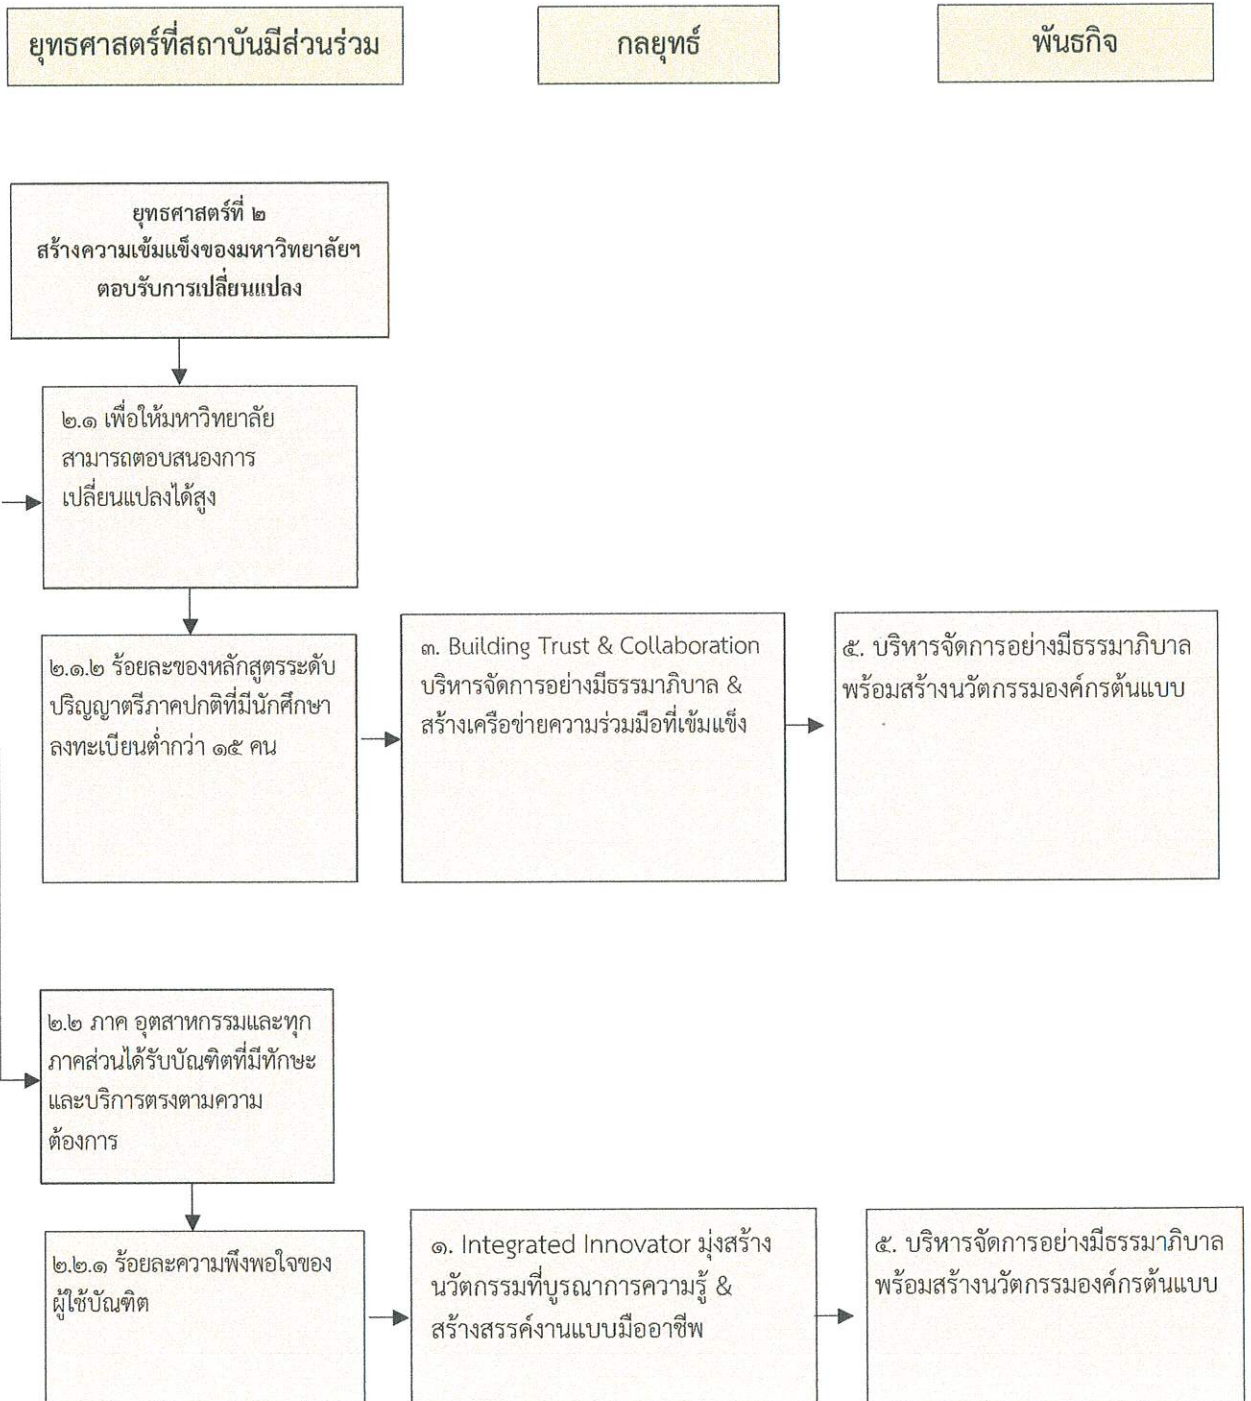 ยุทธศาสตร์ที่สถาบันมีส่วนร่วม
กลยุทธ์
พันธกิจ
ยุทธศาสตร์ที่ ๒
สร้างความเข้มแข็งของมหาวิทยาลัยฯ
ตอบรับการเปลี่ยนแปลง
๒.๑ เพื่อให้มหาวิทยาลัย
สามารถตอบสนองการ
เปลี่ยนแปลงได้สูง
๒.๑.๒ ร้อยละของหลักสูตรระดับ
ปริญญาตรีภาคปกติที่มีนักศึกษา
ลงทะเบียนต่ำกว่า ๑๕ คน
๓. Building Trust & Collaboration
บริหารจัดการอย่างมีธรรมาภิบาล &
สร้างเครือข่ายความร่วมมือที่เข้มแข็ง
๕. บริหารจัดการอย่างมีธรรมาภิบาล
พร้อมสร้างนวัตกรรมองค์กรต้นแบบ
๒.๒ ภาค อุตสาหกรรมและทุก
ภาคส่วนได้รับบัณฑิตที่มีทักษะ
และบริการตรงตามความ
ต้องการ
๒.๒.๑ ร้อยละความพึงพอใจของ
ผู้ใช้บัณฑิต
๑. Integrated Innovator มุ่งสร้าง
นวัตกรรมที่บูรณาการความรู้ &
สร้างสรรค์งานแบบมืออาชีพ
๕. บริหารจัดการอย่างมีธรรมาภิบาล
พร้อมสร้างนวัตกรรมองค์กรต้นแบบ